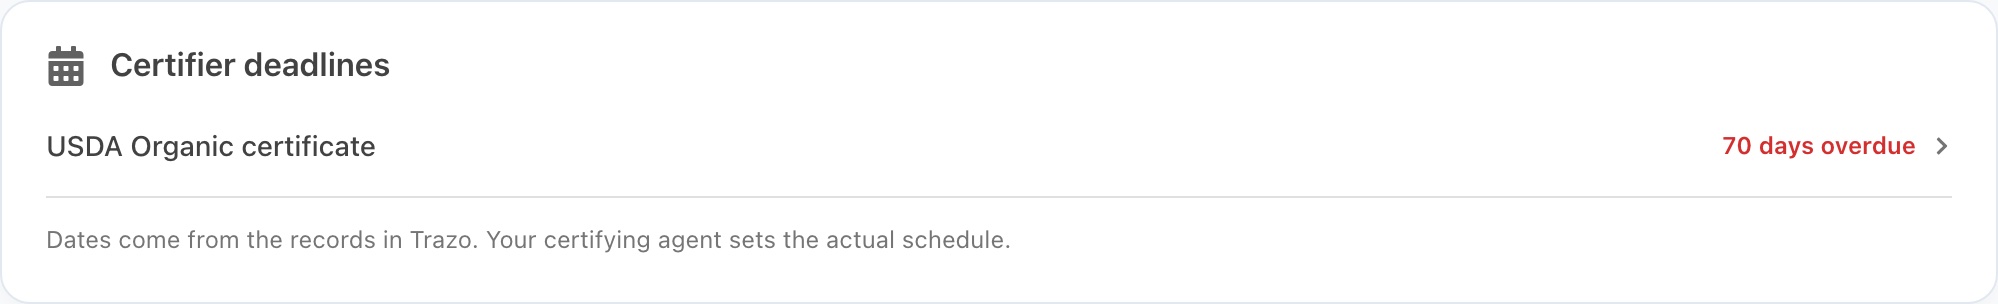 Certifier deadlines
USDA Organic certificate
70 days overdue
Dates come from the records in Trazo. Your certifying agent sets the actual schedule.